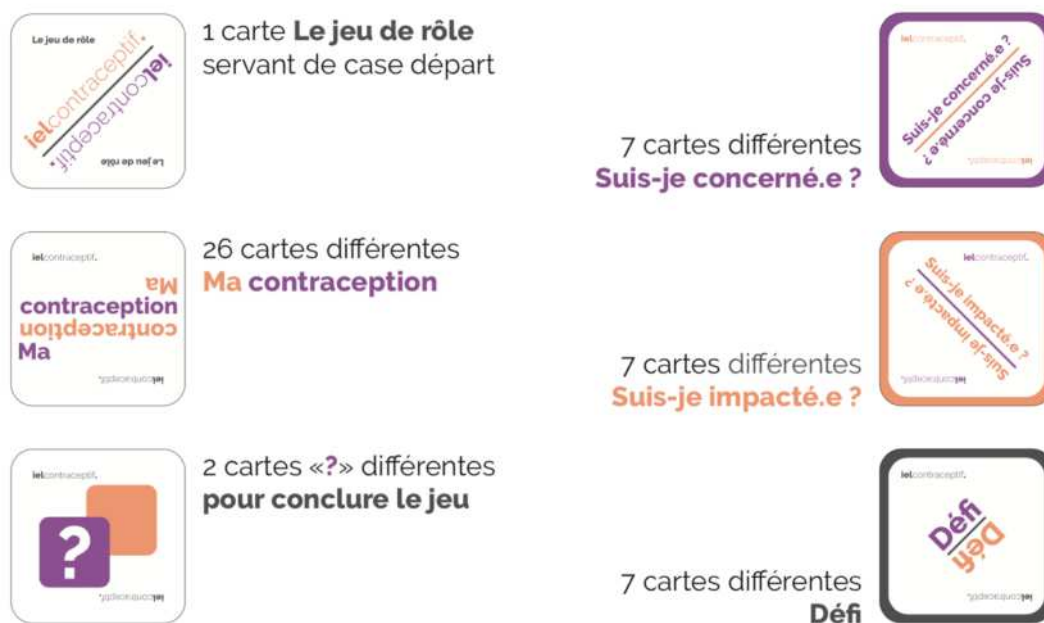 Le jeu de rôle
ielcontraceptif.
ielcontraceptif.
Le jeu de rôle
1 carte Le jeu de rôle
servant de case départ
ielcontraceptif.
Ma
contraception
contraception
Ma
ielcontraceptif.
26 cartes différentes
Ma contraception
ielcontraceptif.
?
ielcontraceptif.
2 cartes «?» différentes
pour conclure le jeu
7 cartes différentes
Suis-je concerné.e ?
ielcontraceptif.
Suis-je concerné.e ?
Suis-je concerné.e ?
ielcontraceptif.
7 cartes différentes
Suis-je impacté.e ?
ielcontraceptif.
Suis-je impacté.e ?
Suis-je impacté.e ?
ielcontraceptif.
7 cartes différentes
Défi
ielcontraceptif.
Défi
Défi
ielcontraceptif.